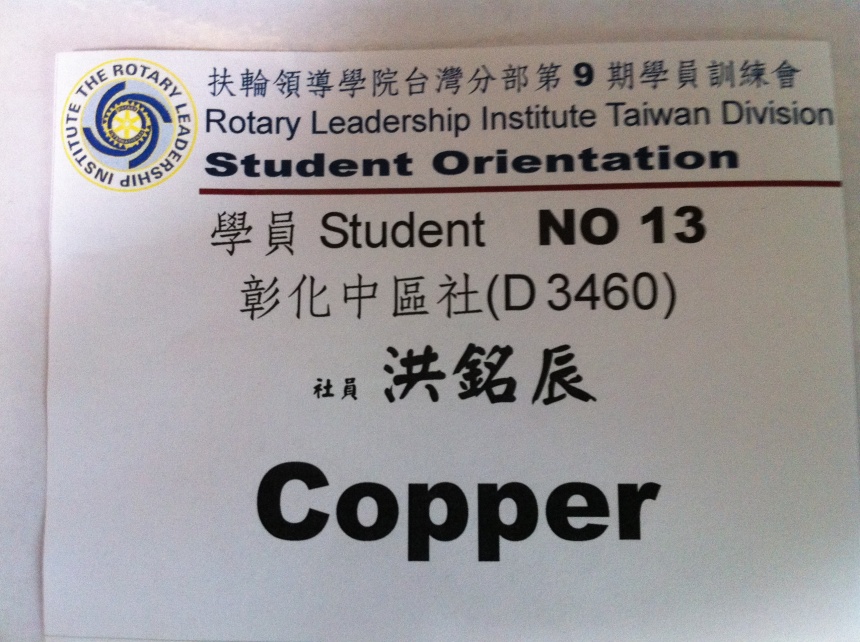 THE ROTARY LEADERSHIP INSTITUTE
扶輪領導學院台灣分部第 9 期學員訓練會
Rotary Leadership Institute Taiwan Division
Student Orientation
學員 Student NO 13
彰化中區社(D 3460)
社員 洪銘辰
Copper